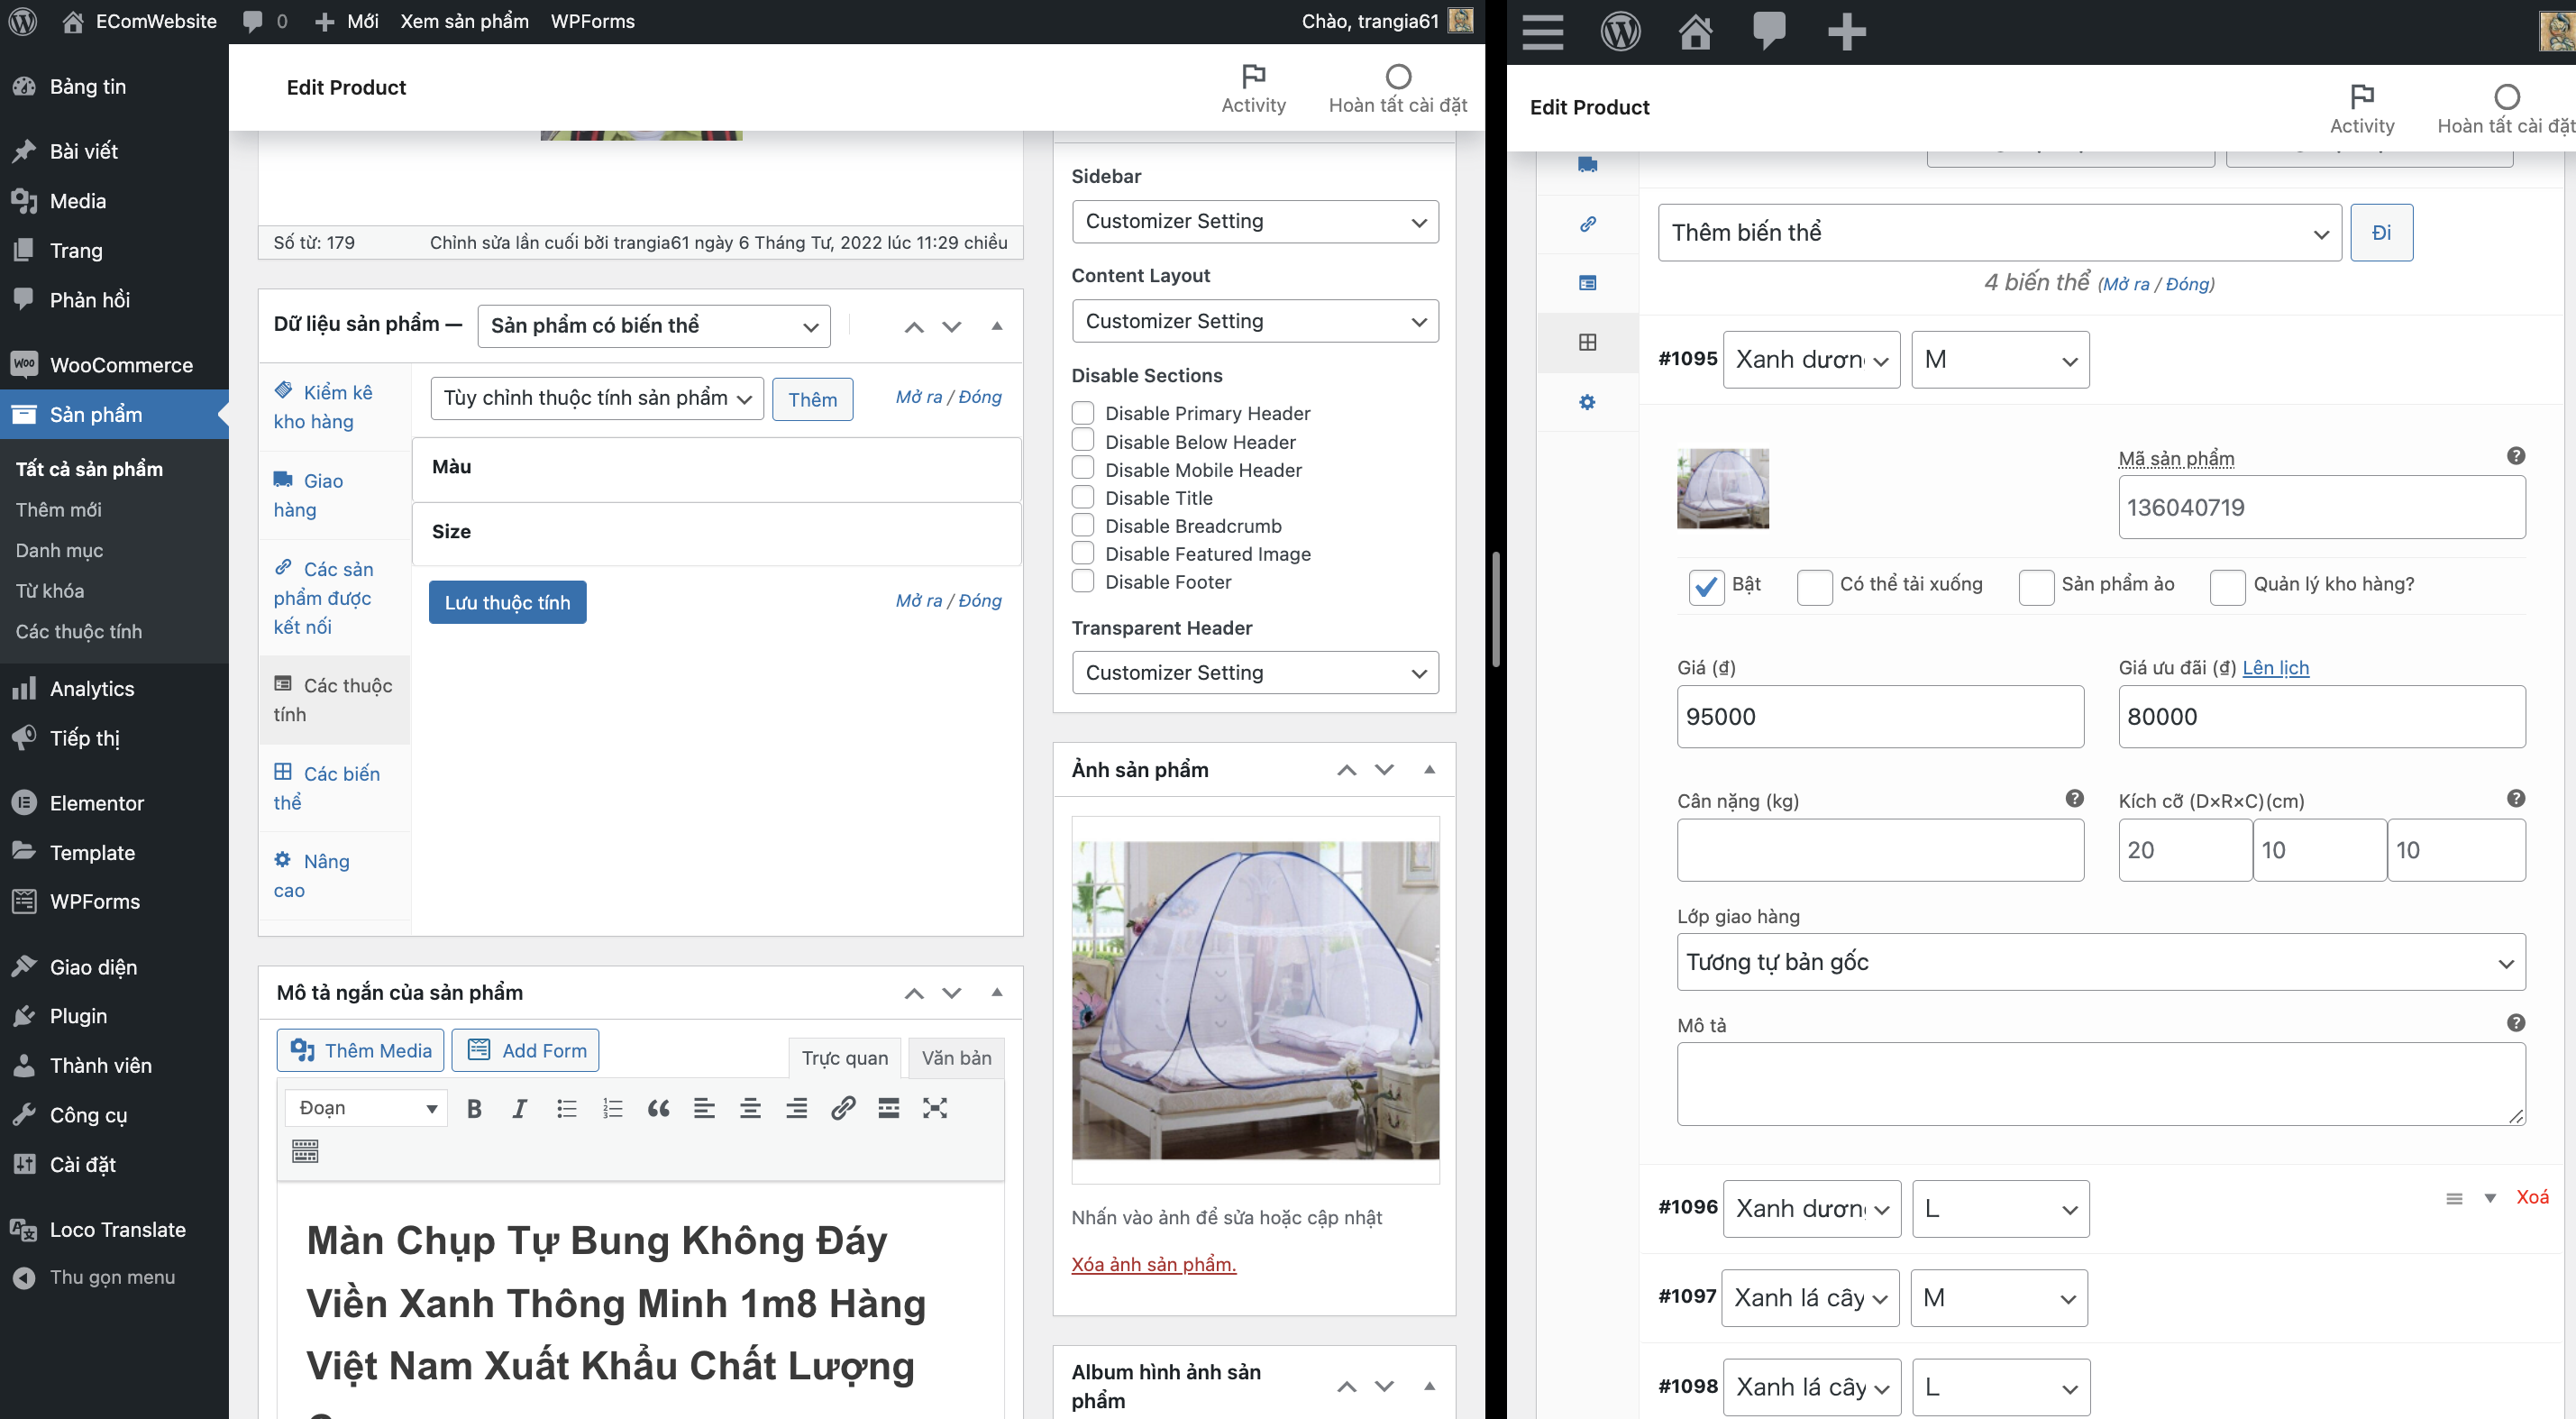 EComWebsite
0
Mới
Xem sản phẩm
WPForms
Chào, trangia61
Bảng tin
Bài viết
Media
Trang
Phản hồi
WooCommerce
Sản phẩm
Tất cả sản phẩm
Thêm mới
Danh mục
Từ khóa
Các thuộc tính
Analytics
Tiếp thị
Elementor
Template
WPForms
Giao diện
Plugin
Thành viên
Công cụ
Cài đặt
Loco Translate
Thu gọn menu
Edit Product
Activity
Hoàn tất cài đặt
Số từ: 179
Chỉnh sửa lần cuối bởi trangia61 ngày 6 Tháng Tư, 2022 lúc 11:29 chiều
Dữ liệu sản phẩm —
Sản phẩm có biến thể
Kiểm kê
kho hàng
Giao
hàng
Các sản
phẩm được
kết nối
Các thuộc
tính
Các biến
thể
Nâng
cao
Tùy chỉnh thuộc tính sản phẩm
Thêm
Mở ra / Đóng
Màu
Size
Lưu thuộc tính
Mở ra / Đóng
Mô tả ngắn của sản phẩm
Thêm Media
Add Form
Trực quan
Văn bản
Đoạn
Màn Chụp Tự Bung Không Đáy
Viền Xanh Thông Minh 1m8 Hàng
Việt Nam Xuất Khẩu Chất Lượng
Sidebar
Customizer Setting
Content Layout
Customizer Setting
Disable Sections
Disable Primary Header
Disable Below Header
Disable Mobile Header
Disable Title
Disable Breadcrumb
Disable Featured Image
Disable Footer
Transparent Header
Customizer Setting
Ảnh sản phẩm
Nhấn vào ảnh để sửa hoặc cập nhật
Xóa ảnh sản phẩm.
Album hình ảnh sản
phẩm
Edit Product
Activity
Hoàn tất cài đặt
Thêm biến thể
Đi
4 biến thể (Mở ra / Đóng)
#1095
Xanh dương
M
Mã sản phẩm
136040719
Bật
Có thể tải xuống
Sản phẩm ảo
Quản lý kho hàng?
Giá (₫)
95000
Giá ưu đãi (₫) Lên lịch
80000
Cân nặng (kg)
Kích cỡ (D×R×C)(cm)
20
10
10
Lớp giao hàng
Tương tự bản gốc
Mô tả
#1096
Xanh dương
L
Xoá
#1097
Xanh lá cây
M
#1098
Xanh lá cây
L